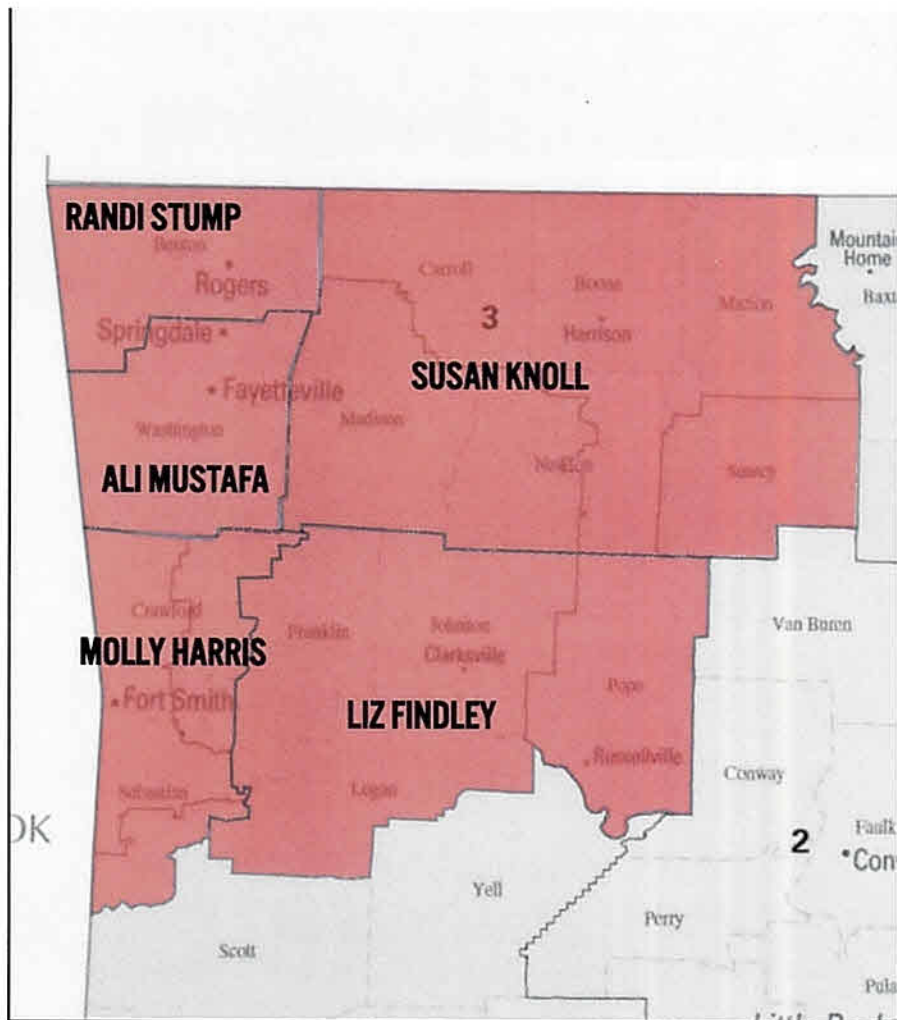 RANDI STUMP
Benton
Rogers
Springdale
Fayetteville
Washington
ALI MUSTAFA
Carroll
Boone
Marion
3
Harrison
SUSAN KNOLL
Madison
Newton
Searcy
Mountai
Home
Baxt
Crawford
MOLLY HARRIS
Fort Smith
Sebastian
Franklin
Johnson
Clarksville
LIZ FINDLEY
Logan
Pope
Russellville
Van Buren
Conway
2
Faulk
Con
OK
Yell
Perry
Scott
Pula